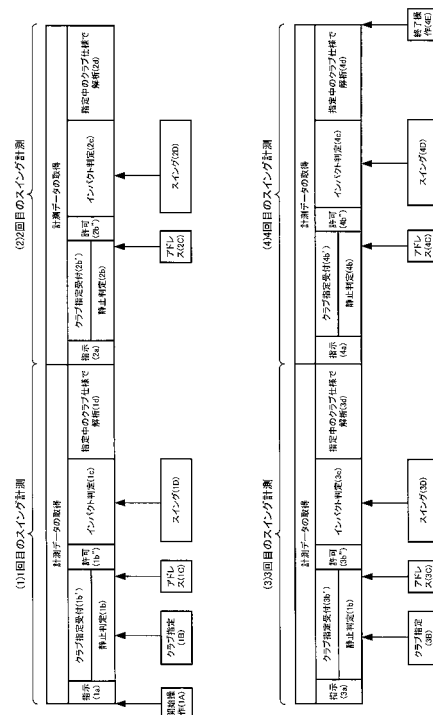 (1)1回目のスイング計測
計測データの取得
指示
(1a)
クラブ指定受付(1b')
静止判定(1b)
許可
(1b")
インパクト判定(1c)
指定中のクラブ仕様で
解析(1d)
開始操
作(1A)
クラブ指定
(1B)
アドレ
ス(1C)
スイング(1D)
(2)2回目のスイング計測
計測データの取得
指示
(2a)
クラブ指定受付(2b')
静止判定(2b)
許可
(2b")
インパクト判定(2c)
指定中のクラブ仕様で
解析(2d)
アドレ
ス(2C)
スイング(2D)
(3)3回目のスイング計測
計測データの取得
指示
(3a)
クラブ指定受付(3b')
静止判定(1b)
許可
(3b")
インパクト判定(3c)
指定中のクラブ仕様で
解析(3d)
クラブ指定
(3B)
アドレ
ス(3C)
スイング(3D)
(4)4回目のスイング計測
計測データの取得
指示
(4a)
クラブ指定受付(4b')
静止判定(4b)
許可
(4b")
インパクト判定(4c)
指定中のクラブ仕様で
解析(4d)
アドレ
ス(4C)
スイング(4D)
終了操
作(4E)